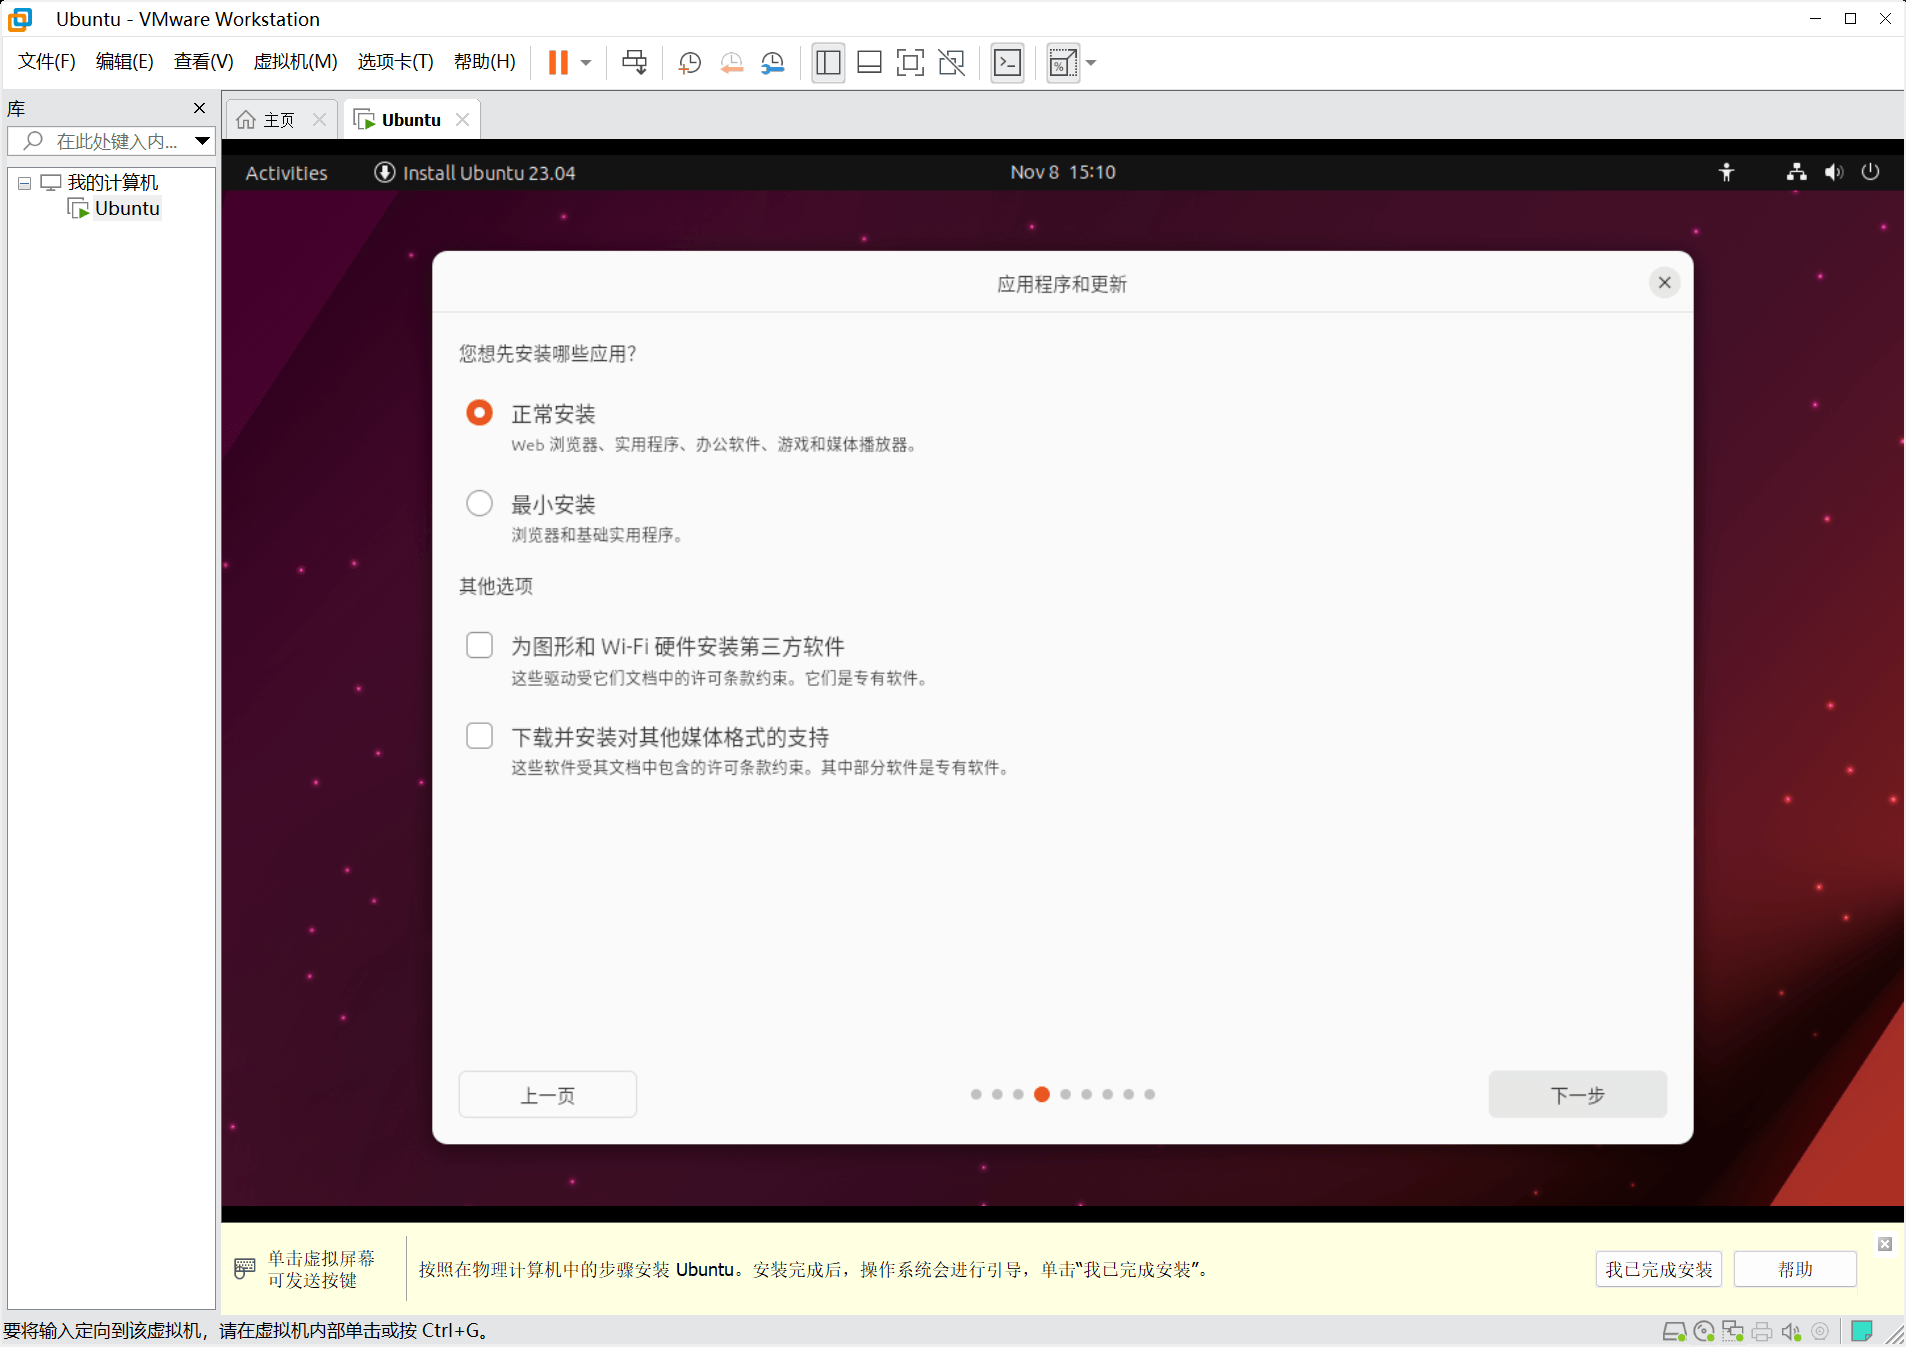 Ubuntu - VMware Workstation
文件(F) 编辑(E) 查看(V) 虚拟机(M) 选项卡(T) 帮助(H)
库
主页
Ubuntu
在此处键入内...
我的计算机
Ubuntu
Activities
Install Ubuntu 23.04
Nov 8 15:10
应用程序和更新
您想先安装哪些应用?
正常安装
Web 浏览器、实用程序、办公软件、游戏和媒体播放器。
最小安装
浏览器和基础实用程序。
其他选项
为图形和 Wi-Fi 硬件安装第三方软件
这些驱动受它们文档中的许可条款约束。它们是专有软件。
下载并安装对其他媒体格式的支持
这些软件受其文档中包含的许可条款约束。其中部分软件是专有软件。
上一页
下一步
单击虚拟屏幕
可发送按键
按照在物理计算机中的步骤安装 Ubuntu。安装完成后，操作系统会进行引导，单击“我已完成安装”。
我已完成安装
帮助
要将输入定向到该虚拟机，请在虚拟机内部单击或按 Ctrl+G。